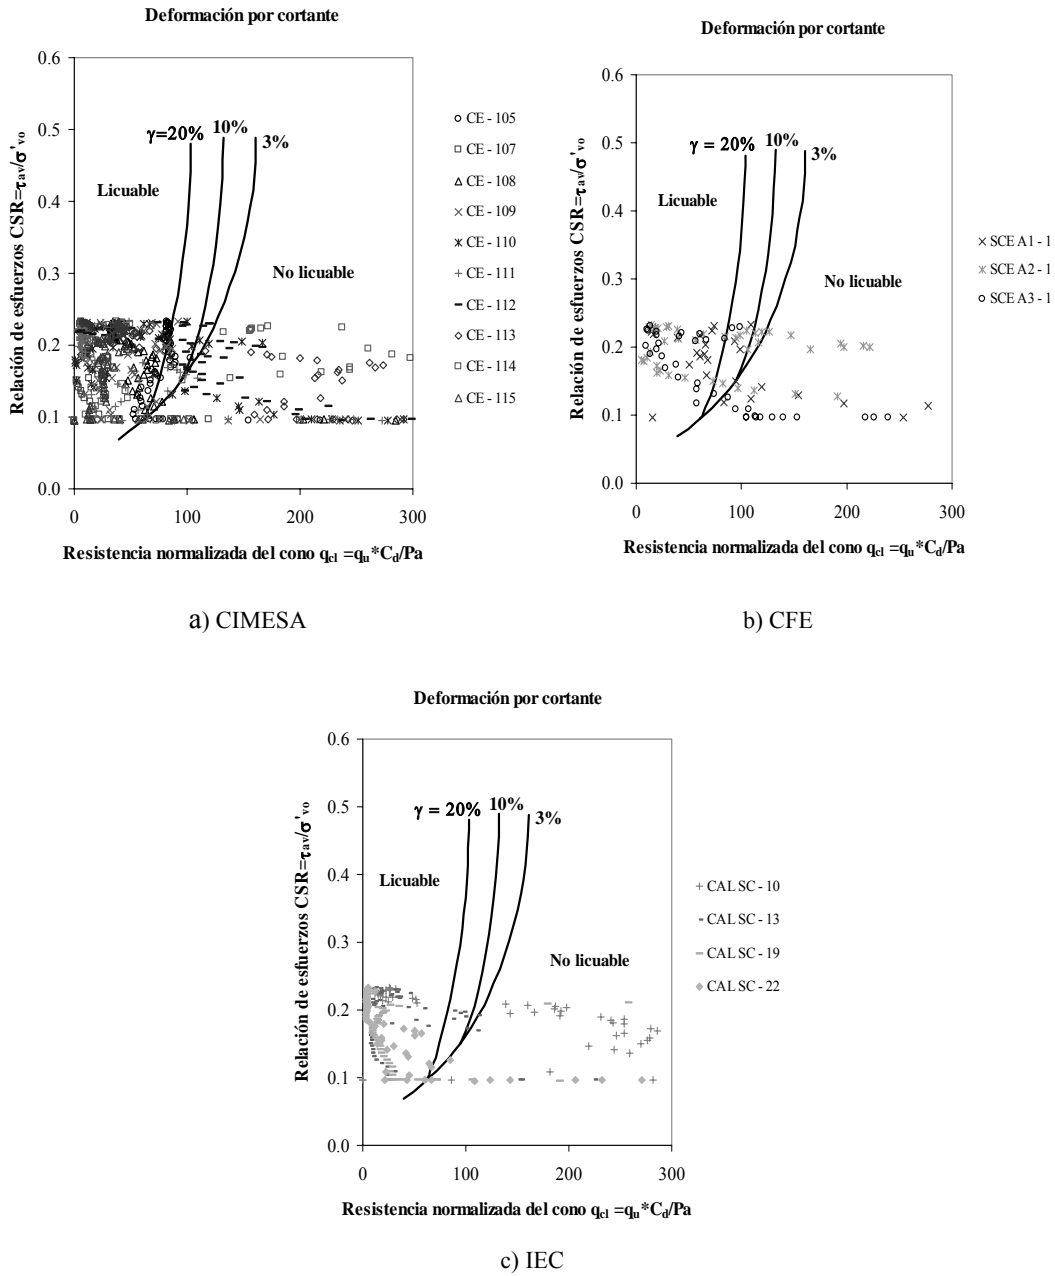 Deformación por cortante
0.6
0.5
0.4
0.3
0.2
0.1
0.0
0
100
200
300
Relación de esfuerzos CSR=τav/σ'vo
γ=20%
10%
3%
Licuable
No licuable
CE - 105
CE - 107
CE - 108
CE - 109
CE - 110
CE - 111
CE - 112
CE - 113
CE - 114
CE - 115
Resistencia normalizada del cono qcl =qu*Cd/Pa
a) CIMESA
Deformación por cortante
0.6
0.5
0.4
0.3
0.2
0.1
0.0
0
100
200
300
Relación de esfuerzos CSR=τav/σ'vo
γ = 20%
10%
3%
Licuable
No licuable
SCE A1 - 1
SCE A2 - 1
SCE A3 - 1
Resistencia normalizada del cono qcl =qu*Cd/Pa
b) CFE
Deformación por cortante
0.6
0.5
0.4
0.3
0.2
0.1
0.0
0
100
200
300
Relación de esfuerzos CSR=τav/σ'vo
γ = 20%
10%
3%
Licuable
No licuable
CAL SC - 10
CAL SC - 13
CAL SC - 19
CAL SC - 22
Resistencia normalizada del cono qcl =qu*Cd/Pa
c) IEC